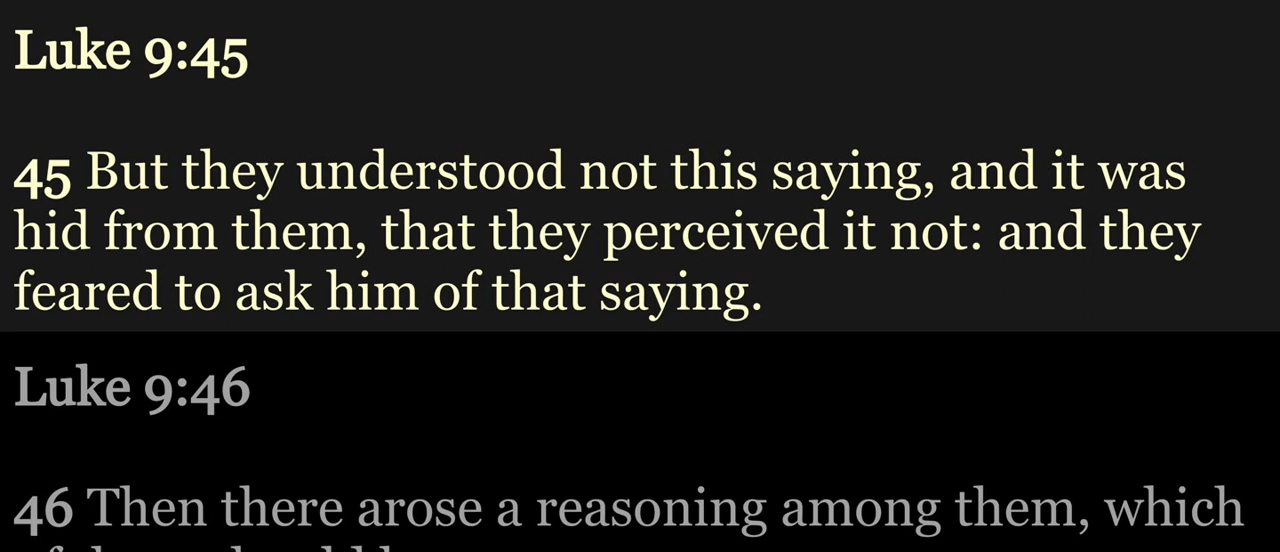 Luke 9:45
45 But they understood not this saying, and it was
hid from them, that they perceived it not: and they
feared to ask him of that saying.
Luke 9:46
46 Then there arose a reasoning among them, which